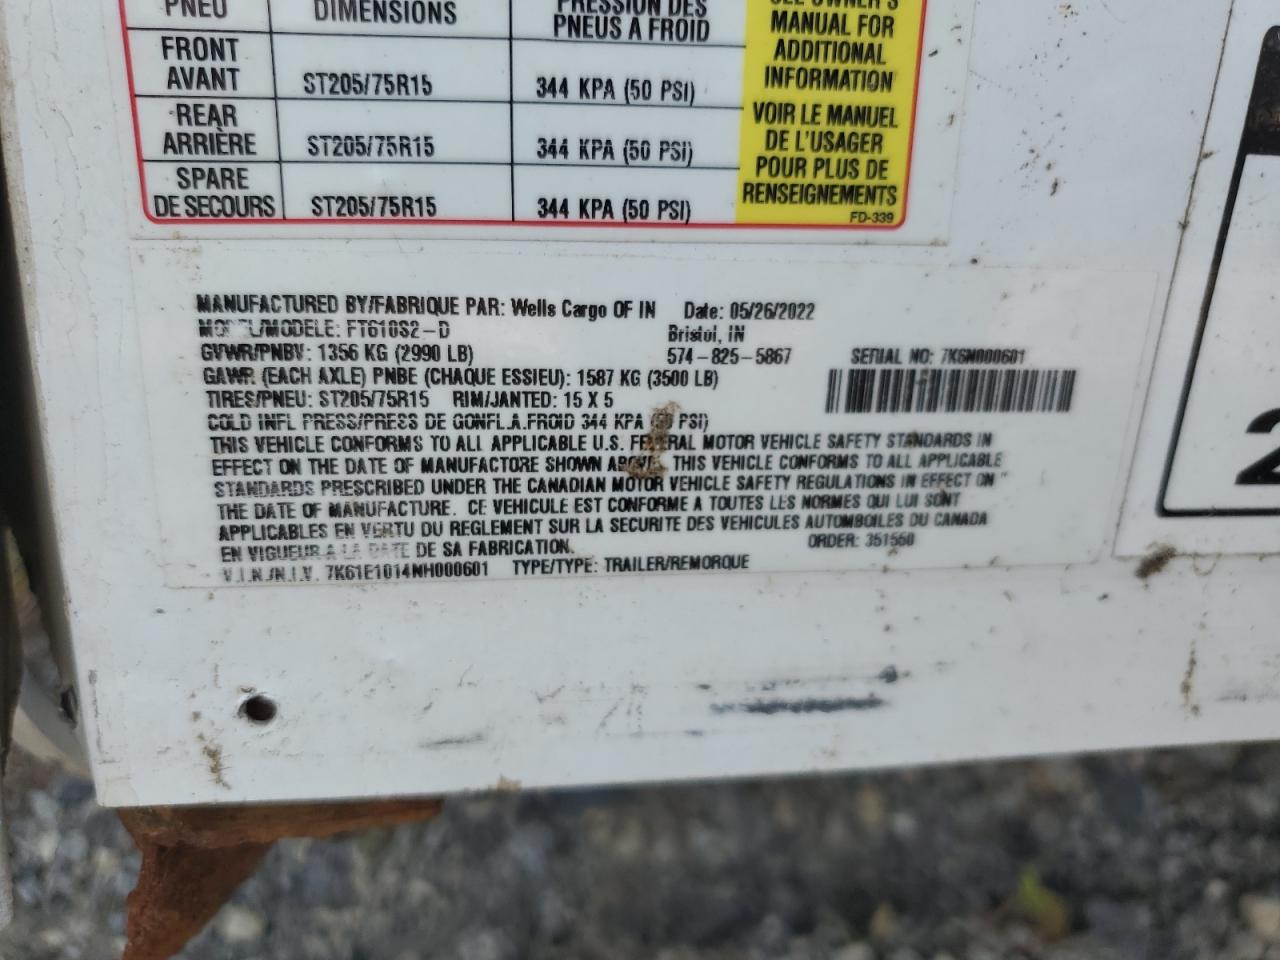 PNEU DIMENSIONS PRESSION DES PNEUS A FROID
SEE OWNER'S
MANUAL FOR
ADDITIONAL
INFORMATION
FRONT
AVANT ST205/75R15 344 KPA (50 PSI)
REAR
ARRIÈRE ST205/75R15 344 KPA (50 PSI)
SPARE
DE SECOURS ST205/75R15 344 KPA (50 PSI)
VOIR LE MANUEL
DE L'USAGER
POUR PLUS DE
RENSEIGNEMENTS
FD-339
MANUFACTURED BY/FABRIQUE PAR: Wells Cargo OF IN Date: 05/26/2022
/MODELE: FT610S2-D Bristol, IN
GVWR/PNBV: 1356 KG (2990 LB) 574-825-5867 SERIAL NO: 7K6N000601
GAWR (EACH AXLE) PNBE (CHAQUE ESSIEU): 1587 KG (3500 LB)
TIRES/PNEU: ST205/75R15 RIM/JANTED: 15 X 5
COLD INFL PRESS/PRESS DE GONFL.A.FROID 344 KPA (50 PSI)
THIS VEHICLE CONFORMS TO ALL APPLICABLE U.S. FEDERAL MOTOR VEHICLE SAFETY STANDARDS IN
EFFECT ON THE DATE OF MANUFACTORE SHOWN ABOVE. THIS VEHICLE CONFORMS TO ALL APPLICABLE
STANDARDS PRESCRIBED UNDER THE CANADIAN MOTOR VEHICLE SAFETY REGULATIONS IN EFFECT ON
THE DATE OF MANUFACTURE. CE VEHICULE EST CONFORME A TOUTES LES NORMES QUI LUI SONT
APPLICABLES EN VERTU DU REGLEMENT SUR LA SECURITE DES VEHICULES AUTOMBOILES DU CANADA
EN VIGUEUR A LA DATE DE SA FABRICATION. ORDER: 351550
V.I.N./N.I.V. 7K61E1014NH000601 TYPE/TYPE: TRAILER/REMORQUE
2